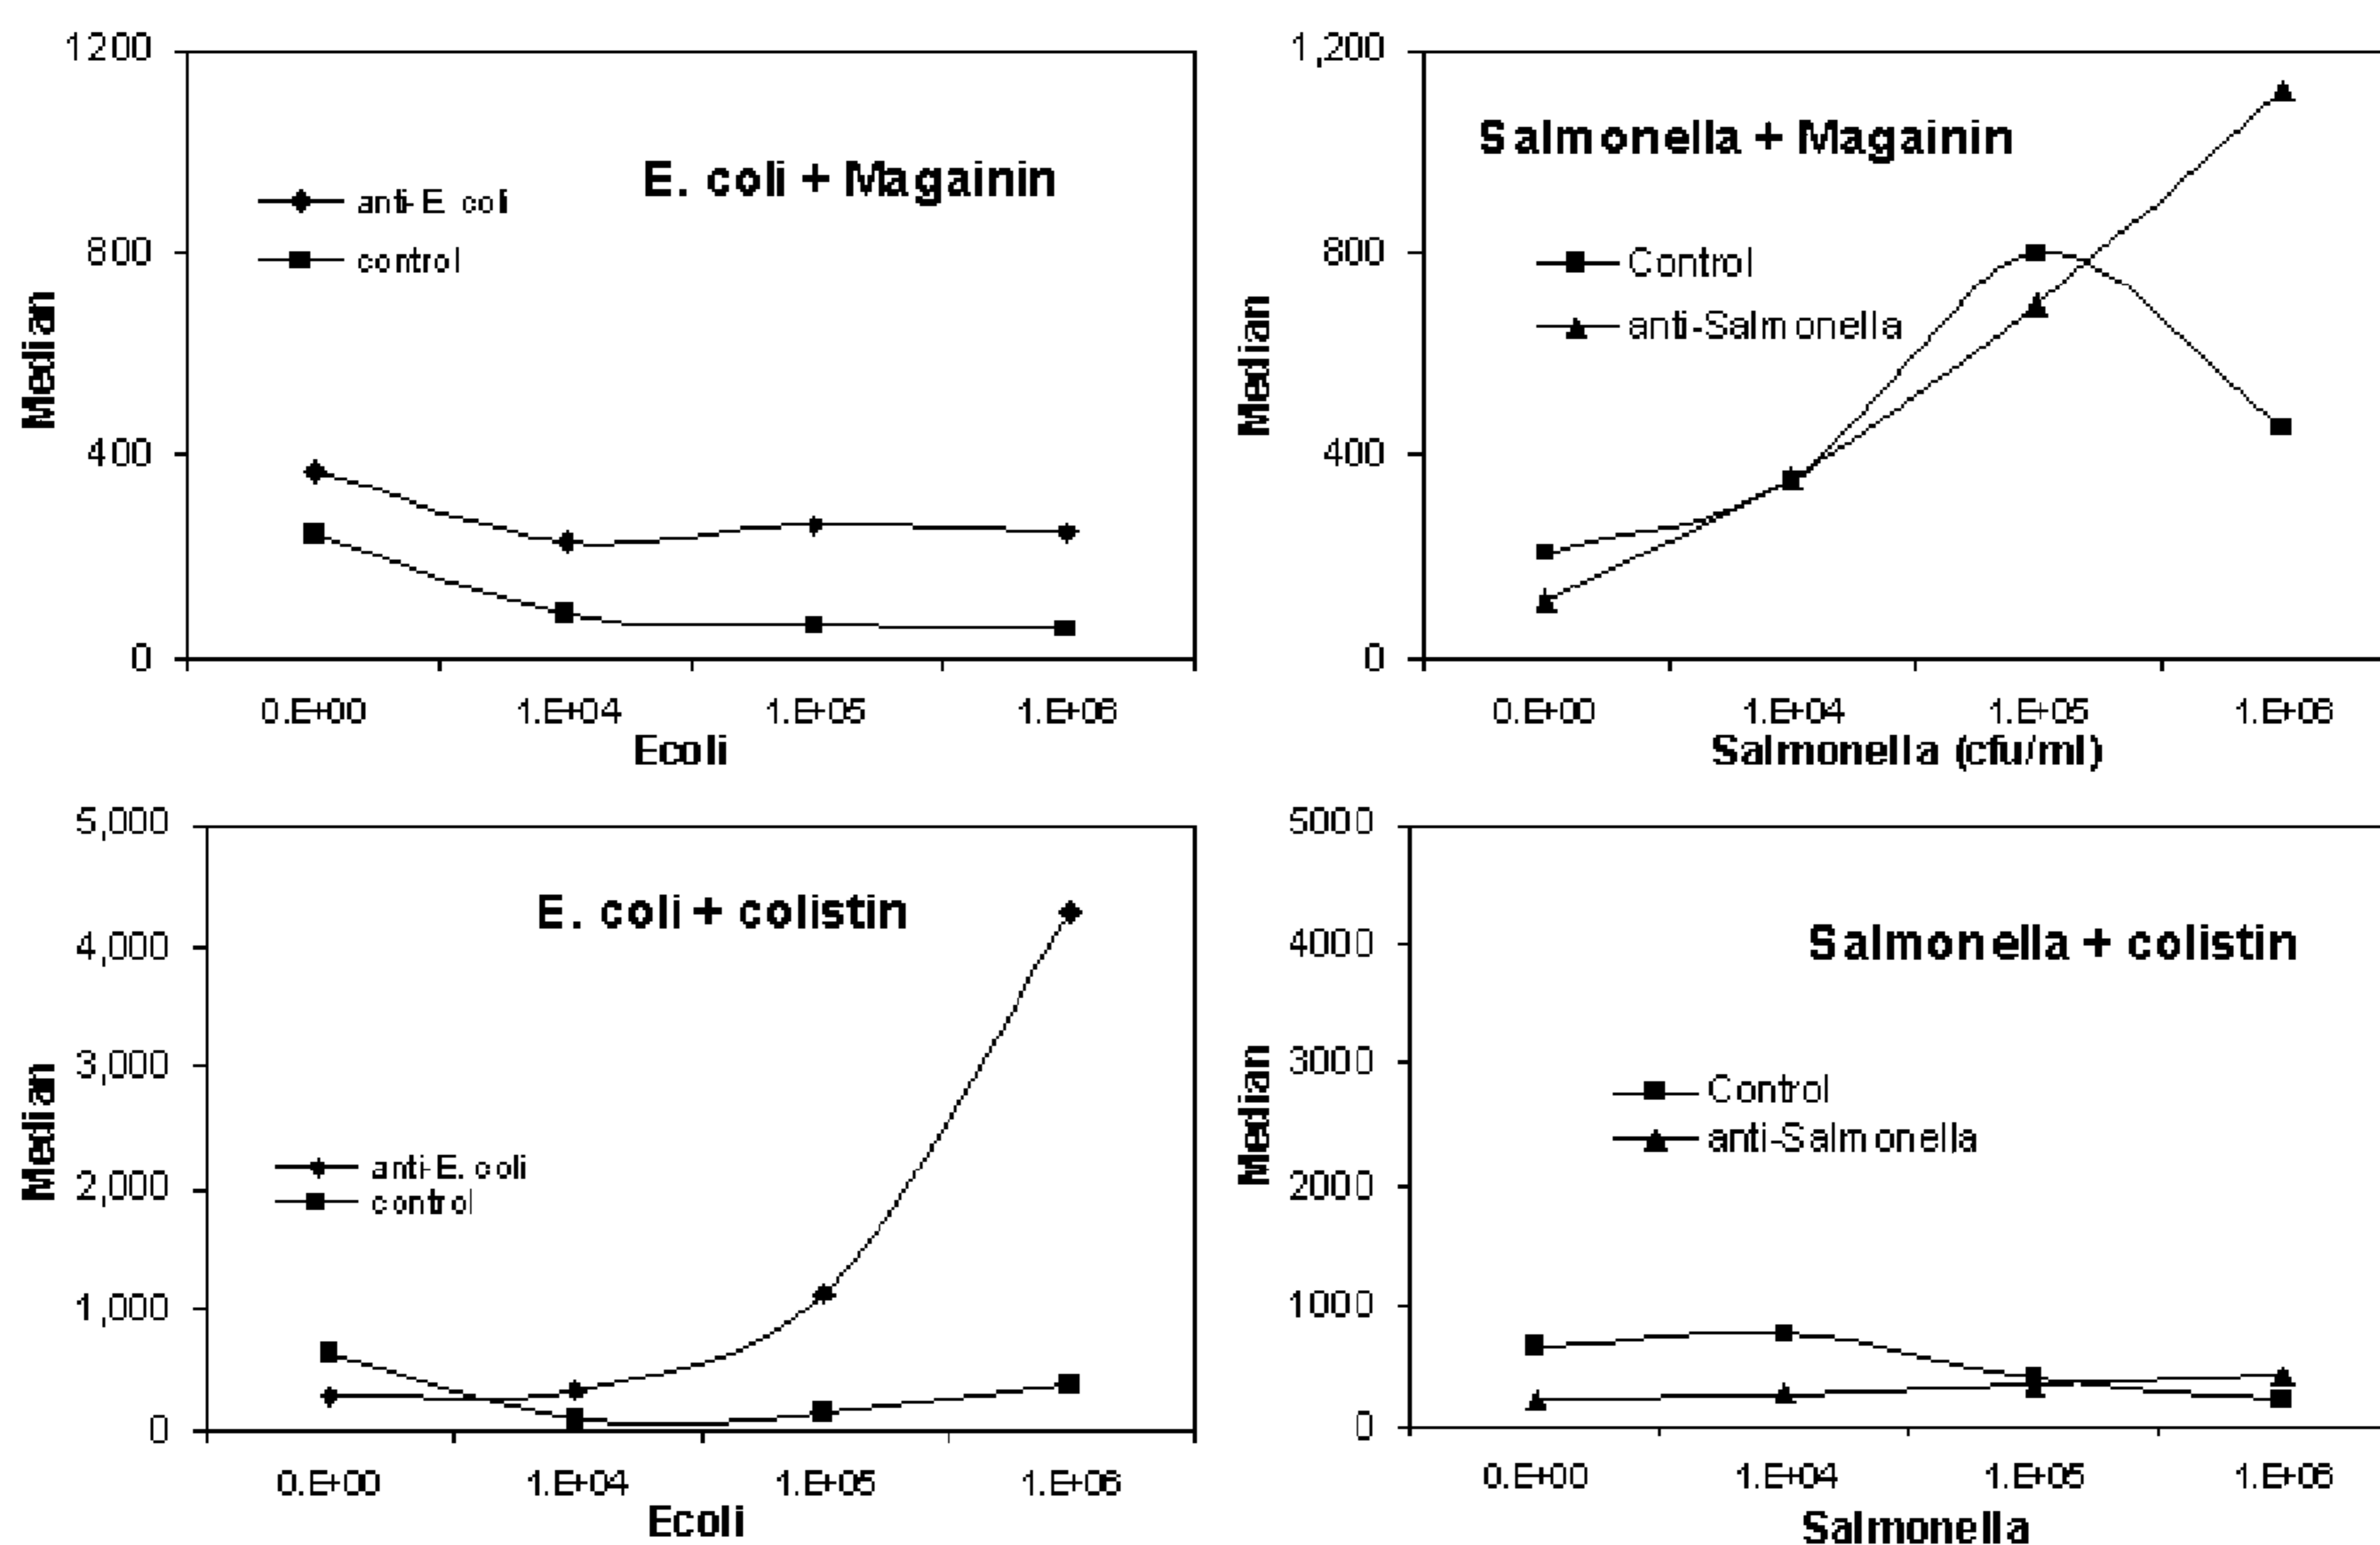 1200
800
400
0
Median
E. coli + Magainin
anti-E. coli
control
0.E+00 1.E+04 1.E+05 1.E+06
Ecoli
1,200
800
400
0
Median
Salmonella + Magainin
Control
anti-Salmonella
0.E+00 1.E+04 1.E+05 1.E+06
Salmonella (cfu/ml)
5,000
4,000
3,000
2,000
1,000
0
Median
E. coli + colistin
anti-E. coli
control
0.E+00 1.E+04 1.E+05 1.E+06
Ecoli
5000
4000
3000
2000
1000
0
Median
Salmonella + colistin
Control
anti-Salmonella
0.E+00 1.E+04 1.E+05 1.E+06
Salmonella